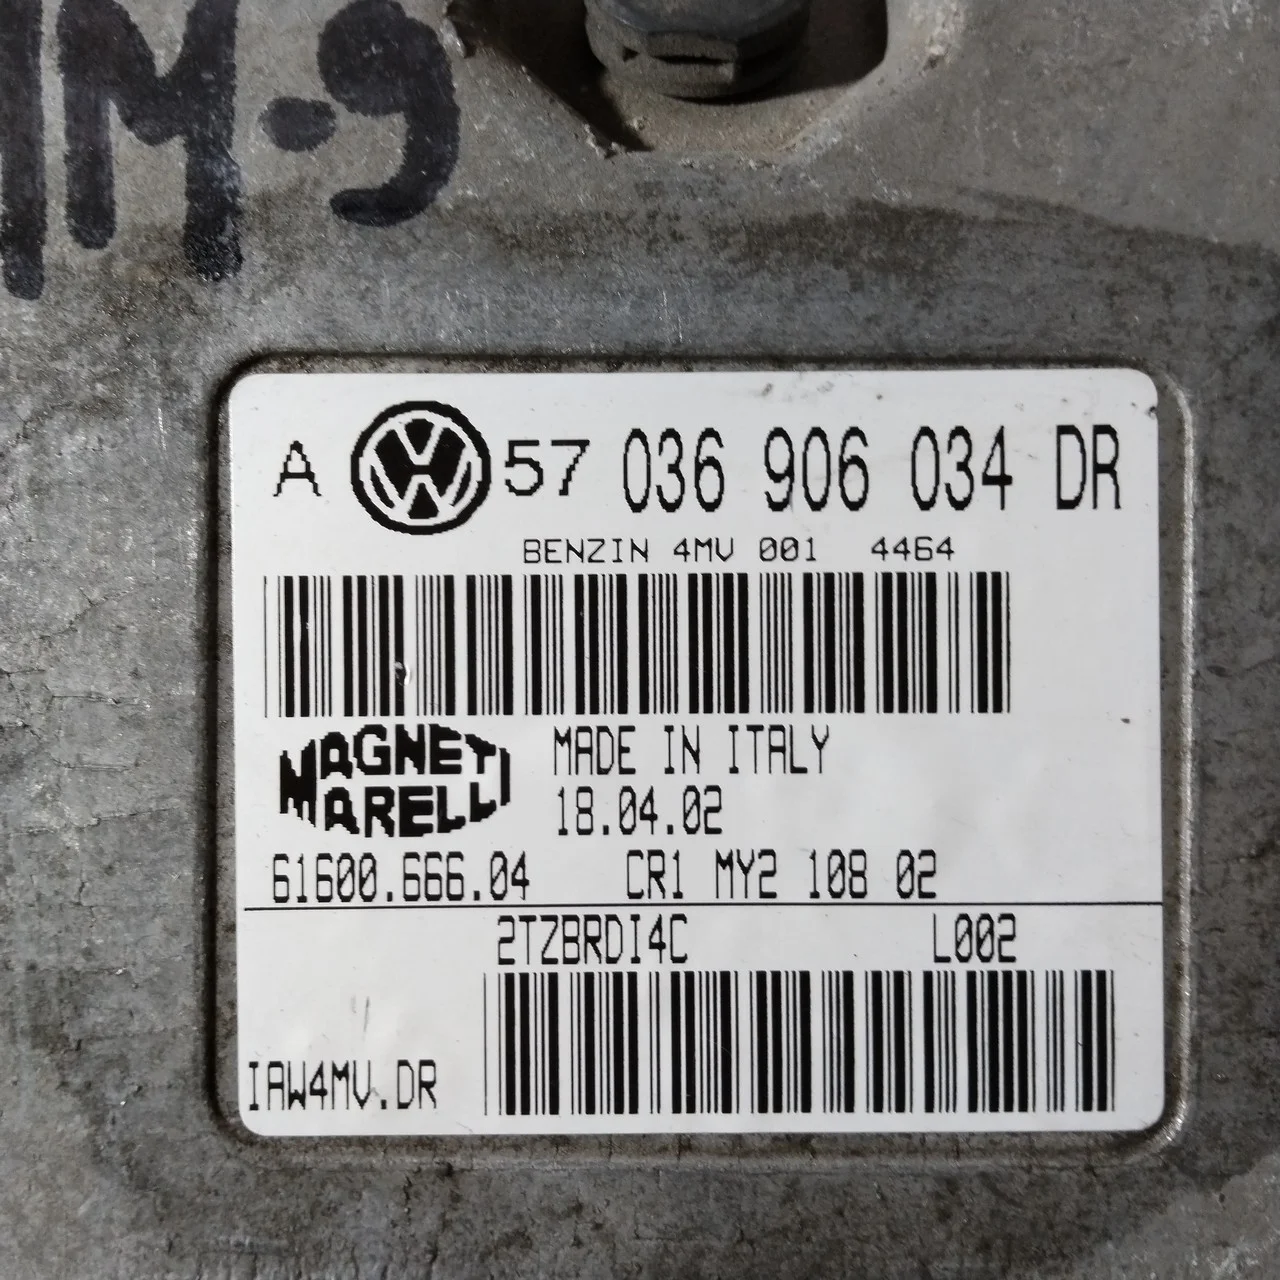 1M-9
A 57 036 906 034 DR
BENZIN 4MV 001 4464
MAGNETI MARELLI
MADE IN ITALY
18.04.02
61600.666.04 CR1 MY2 108 02
2TZBRDI4C L002
IAW4MV.DR